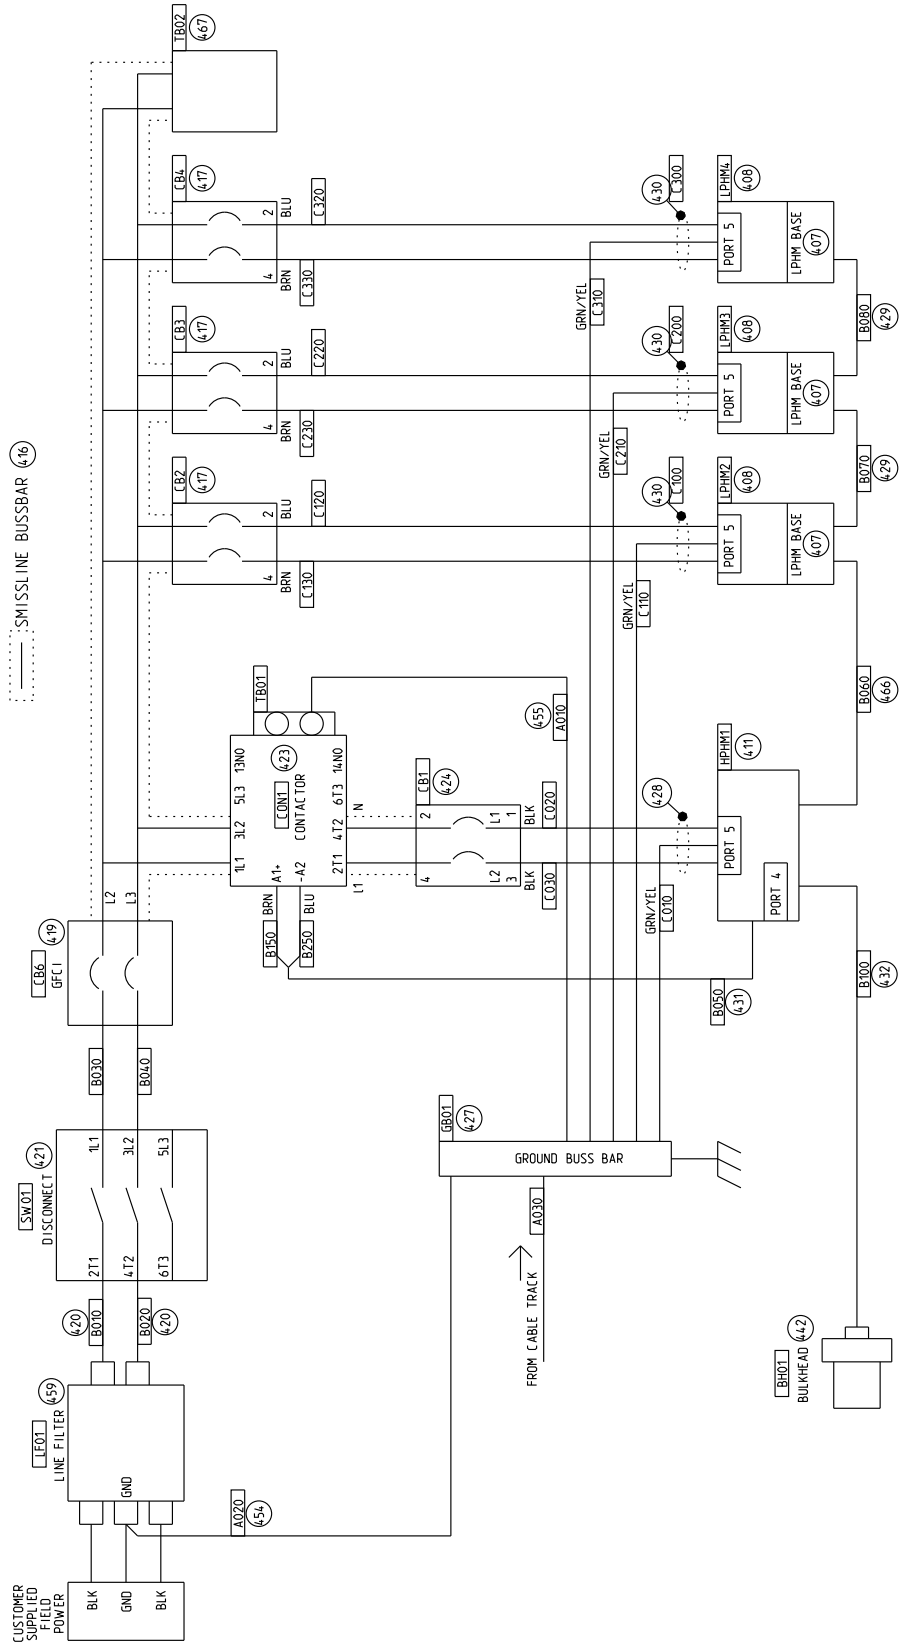 SMISSLINE BUSSBAR 416
CUSTOMER
SUPPLIED
FIELD
POWER
BLK
GND
BLK
LF01
LINE FILTER 459
GND
A020
454
420
B010
B020
420
SW01
DISCONNECT
421
2T1 1L1
4T2 3L2
6T3 5L3
B030
B040
CB6
GFCI
419
L2
L3
TB02
467
CB4
417
2
4
BLU
BRN
C320
C330
CB3
417
2
4
BLU
BRN
C220
C230
CB2
417
2
4
BLU
BRN
C120
C130
TB01
423
1L1 3L2 5L3 13NO
A1+
-A2
CON1
CONTACTOR
2T1 4T2 6T3 14NO
BRN
BLU
B150
B250
L1
N
CB1
424
4 2
L2 L1
3 1
BLK
BLK
C030
C020
455
A010
GB01
427
GROUND BUSS BAR
A030
FROM CABLE TRACK
GRN/YEL
C310
GRN/YEL
C210
GRN/YEL
C110
GRN/YEL
C010
430
C300
430
C200
430
C100
428
LPHM4
408
PORT 5
LPHM BASE
407
LPHM3
408
PORT 5
LPHM BASE
407
LPHM2
408
PORT 5
LPHM BASE
407
HPHM1
411
PORT 5
PORT 4
B050
431
B080
429
B070
429
B060
466
B100
432
BH01
BULKHEAD 442